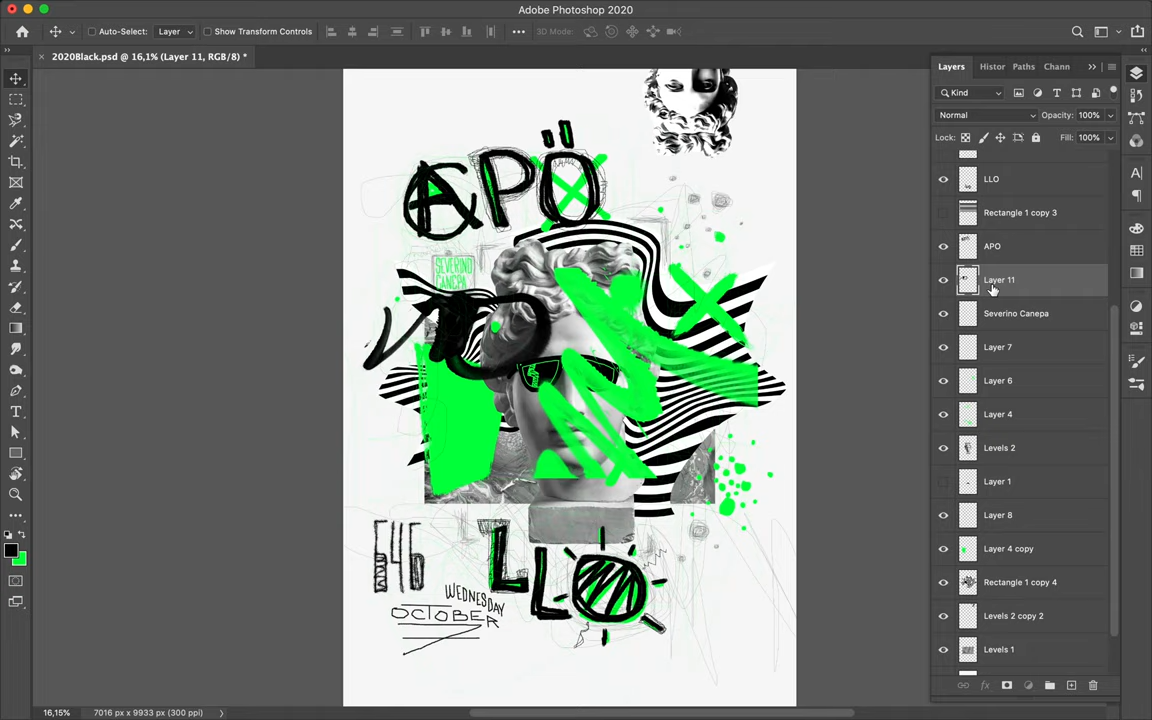 Adobe Photoshop 2020
Auto-Select: Layer Show Transform Controls 3D Mode:
2020Black.psd @ 16,1% (Layer 11, RGB/8) *
Layers Histor Paths Chann
Kind
Normal Opacity: 100%
Lock: Fill: 100%
LLO
Rectangle 1 copy 3
APO
Layer 11
Severino Canepa
Layer 7
Layer 6
Layer 4
Levels 2
Layer 1
Layer 8
Layer 4 copy
Rectangle 1 copy 4
Levels 2 copy 2
Levels 1
APÖ
SEVERINO
CANEPA
LLO
WEDNESDAY
OCTOBER
7
16,15% 7016 px x 9933 px (300 ppi)